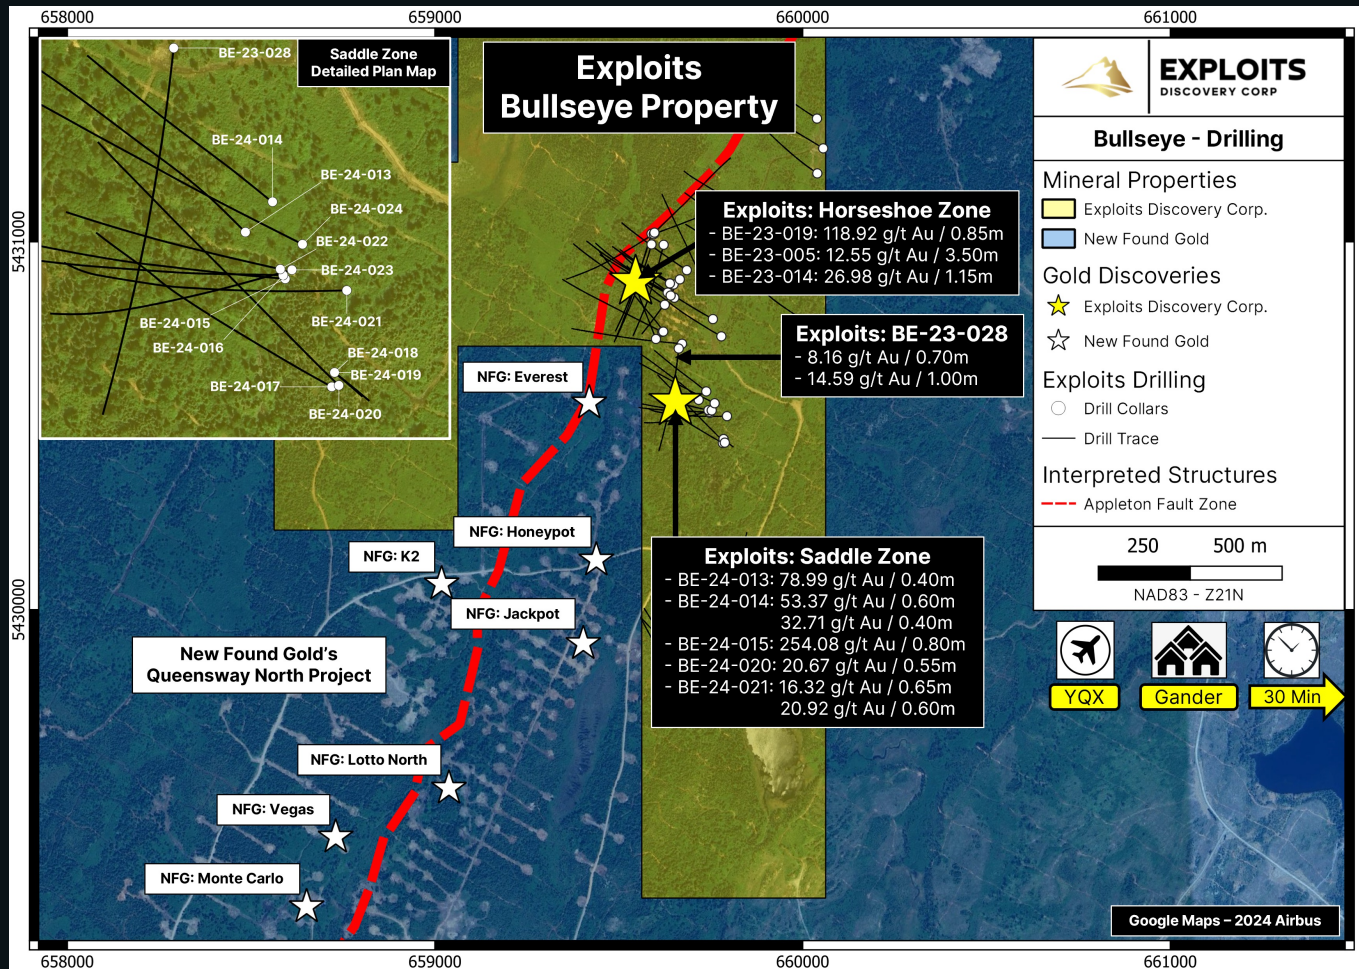 658000
659000
660000
661000
5431000
5430000
Saddle Zone
Detailed Plan Map
BE-23-028
BE-24-014
BE-24-013
BE-24-024
BE-24-022
BE-24-023
BE-24-015
BE-24-021
BE-24-016
BE-24-018
BE-24-019
BE-24-017
BE-24-020
Exploits
Bullseye Property
Exploits: Horseshoe Zone
- BE-23-019: 118.92 g/t Au / 0.85m
- BE-23-005: 12.55 g/t Au / 3.50m
- BE-23-014: 26.98 g/t Au / 1.15m
Exploits: BE-23-028
- 8.16 g/t Au / 0.70m
- 14.59 g/t Au / 1.00m
NFG: Everest
NFG: Honeypot
NFG: K2
NFG: Jackpot
Exploits: Saddle Zone
- BE-24-013: 78.99 g/t Au / 0.40m
- BE-24-014: 53.37 g/t Au / 0.60m
32.71 g/t Au / 0.40m
- BE-24-015: 254.08 g/t Au / 0.80m
- BE-24-020: 20.67 g/t Au / 0.55m
- BE-24-021: 16.32 g/t Au / 0.65m
20.92 g/t Au / 0.60m
New Found Gold's
Queensway North Project
NFG: Lotto North
NFG: Vegas
NFG: Monte Carlo
EXPLOITS
DISCOVERY CORP
Bullseye - Drilling
Mineral Properties
Exploits Discovery Corp.
New Found Gold
Gold Discoveries
Exploits Discovery Corp.
New Found Gold
Exploits Drilling
Drill Collars
Drill Trace
Interpreted Structures
Appleton Fault Zone
250 500 m
NAD83 - Z21N
YQX
Gander
30 Min
Google Maps – 2024 Airbus
658000
659000
660000
661000